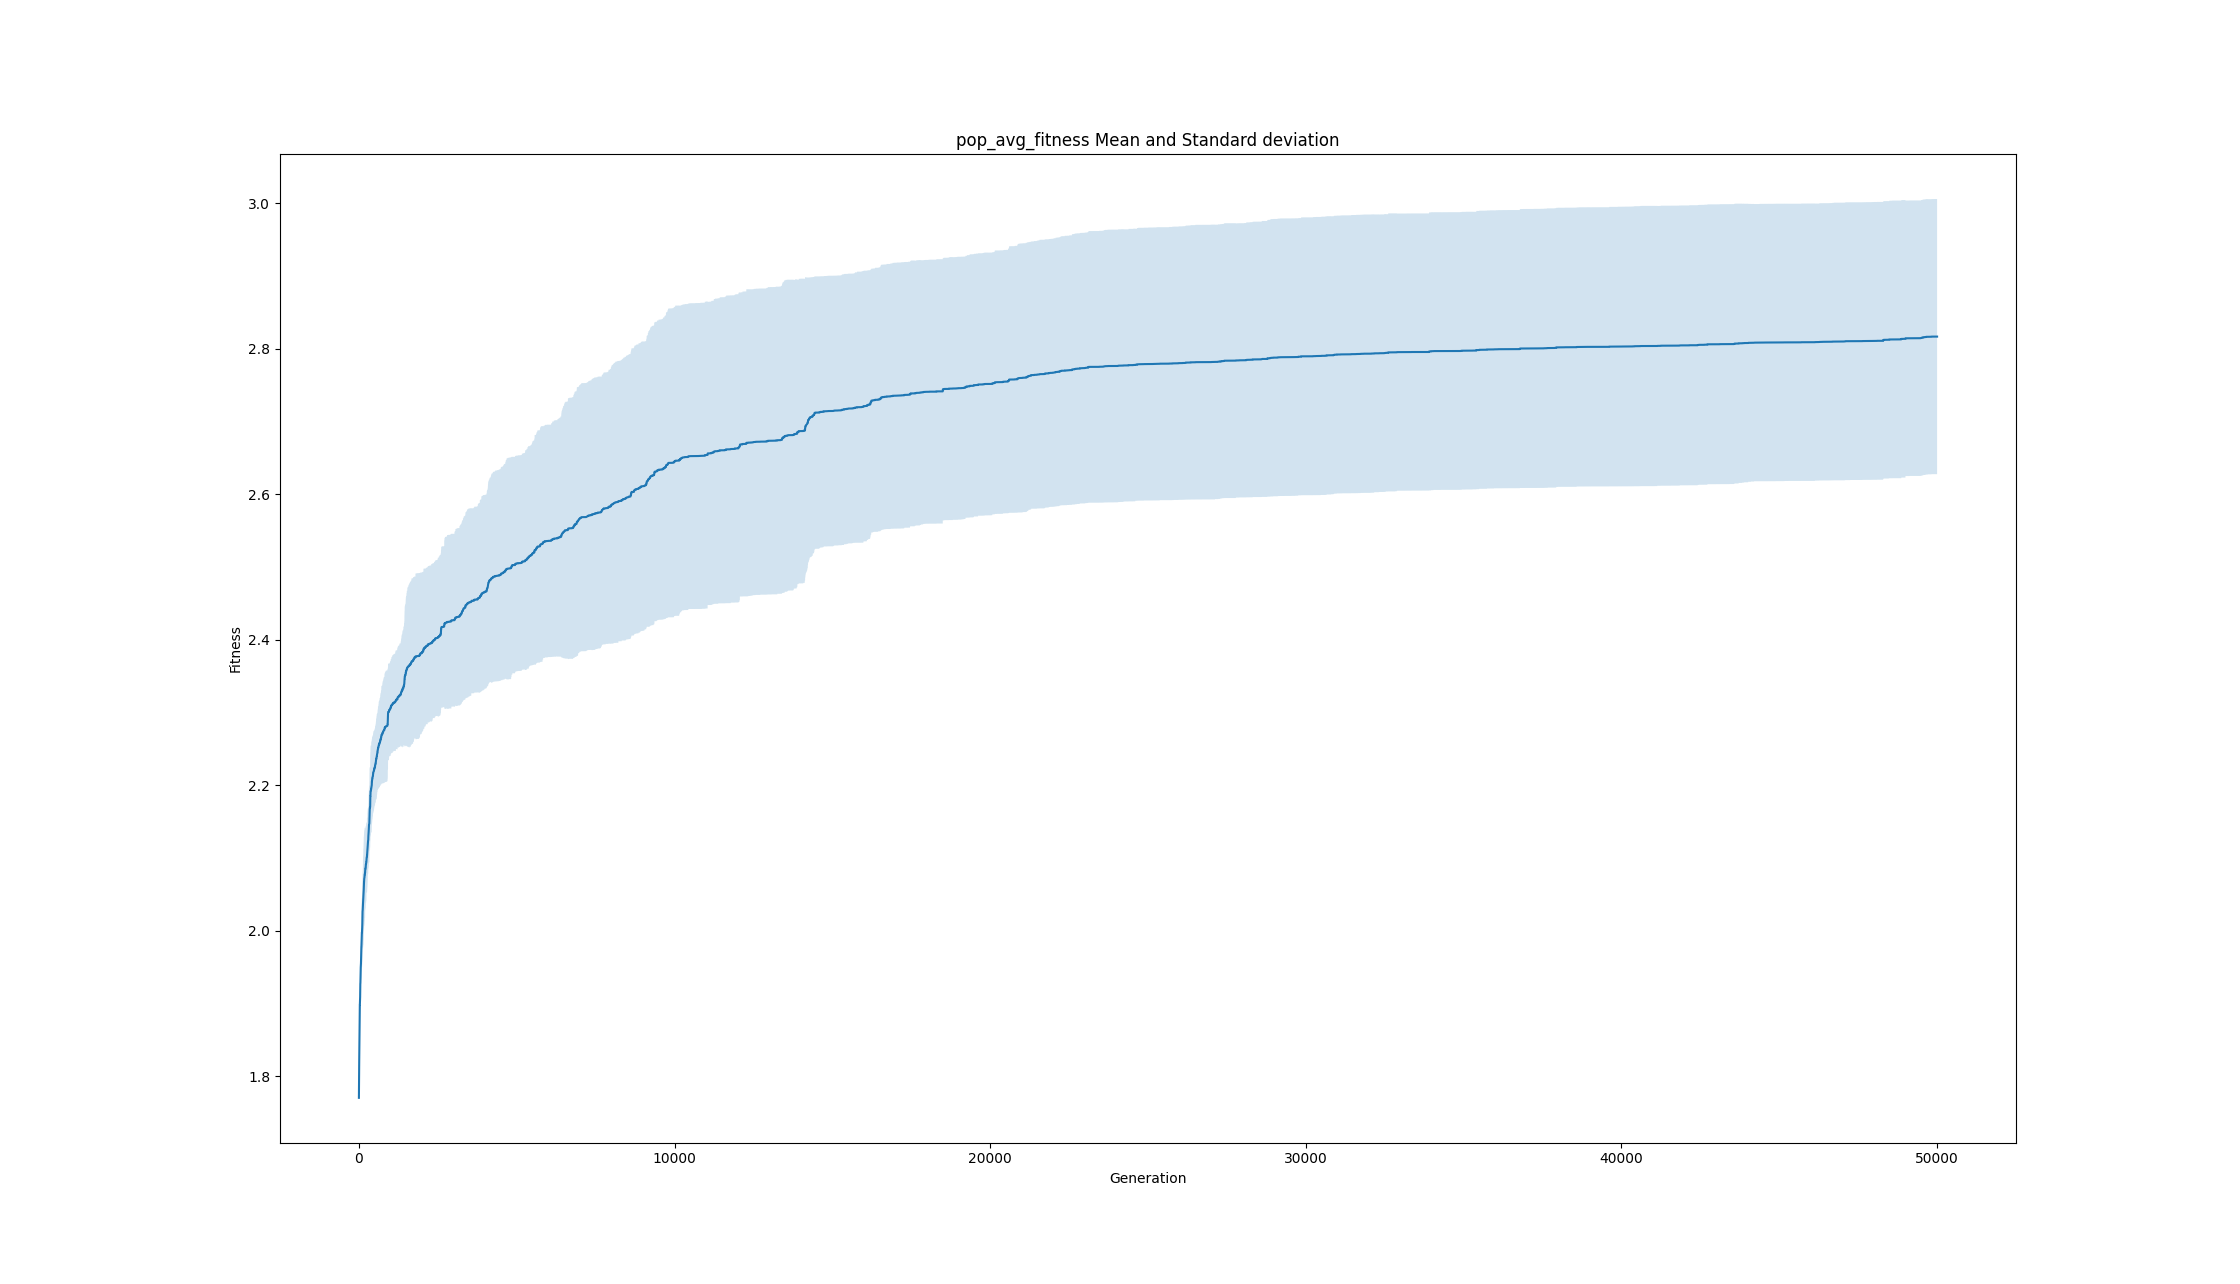 pop_avg_fitness Mean and Standard deviation
3.0
2.8
2.6
2.4
2.2
2.0
1.8
Fitness
0 10000 20000 30000 40000 50000
Generation